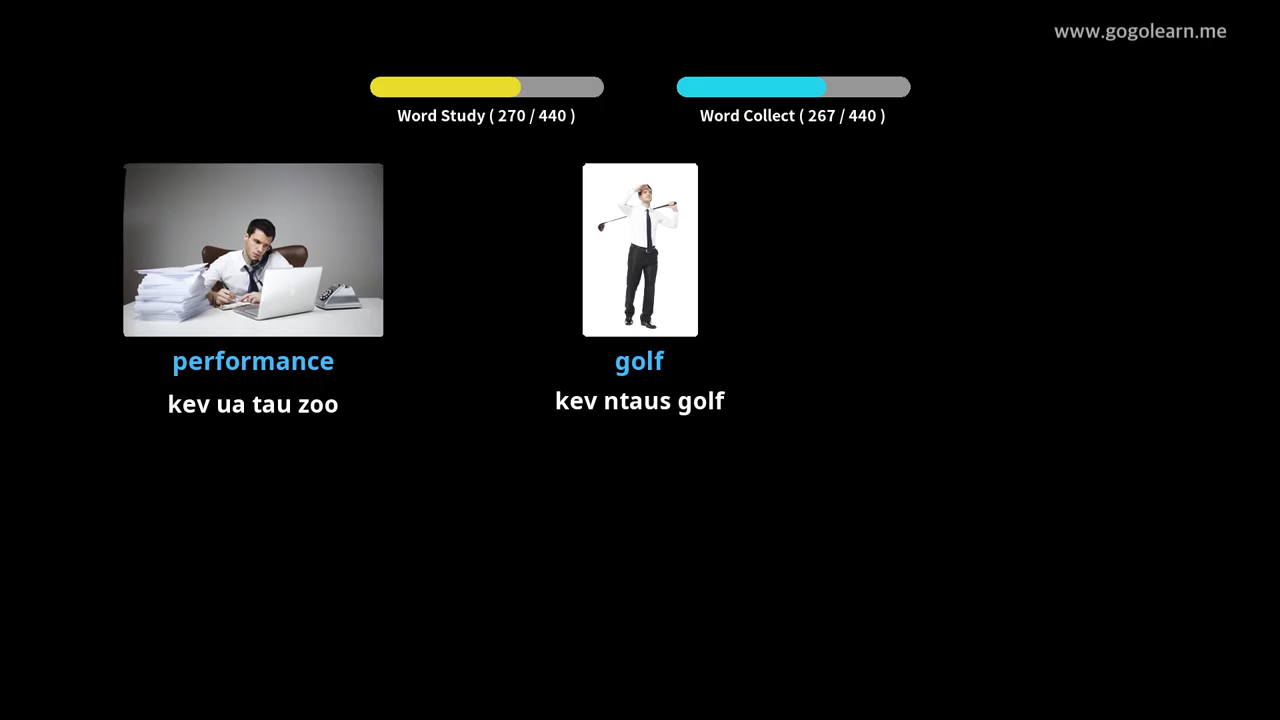 www.gogolearn.me
Word Study ( 270 / 440 )
Word Collect ( 267 / 440 )
performance
kev ua tau zoo
golf
kev ntaus golf